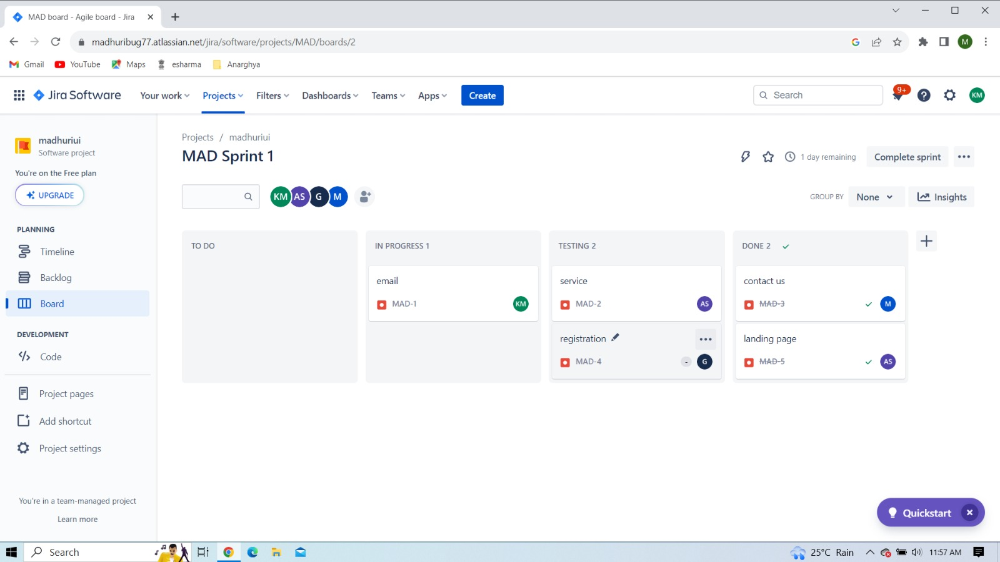 MAD board - Agile board - Jira
madhuribug77.atlassian.net/jira/software/projects/MAD/boards/2
M
Gmail
YouTube
Maps
esharma
Anarghya
Jira Software
Your work
Projects
Filters
Dashboards
Teams
Apps
Create
Search
9+
KM
madhuriui
Software project
You're on the Free plan
UPGRADE
PLANNING
Timeline
Backlog
Board
DEVELOPMENT
Code
Project pages
Add shortcut
Project settings
You're in a team-managed project
Learn more
Projects / madhuriui
MAD Sprint 1
1 day remaining
Complete sprint
KM AS G M
GROUP BY
None
Insights
TO DO
IN PROGRESS 1
email
MAD-1
KM
TESTING 2
service
MAD-2
AS
registration
MAD-4
-
G
DONE 2
contact us
MAD-3
M
landing page
MAD-5
AS
Quickstart
Search
25°C Rain
11:57 AM